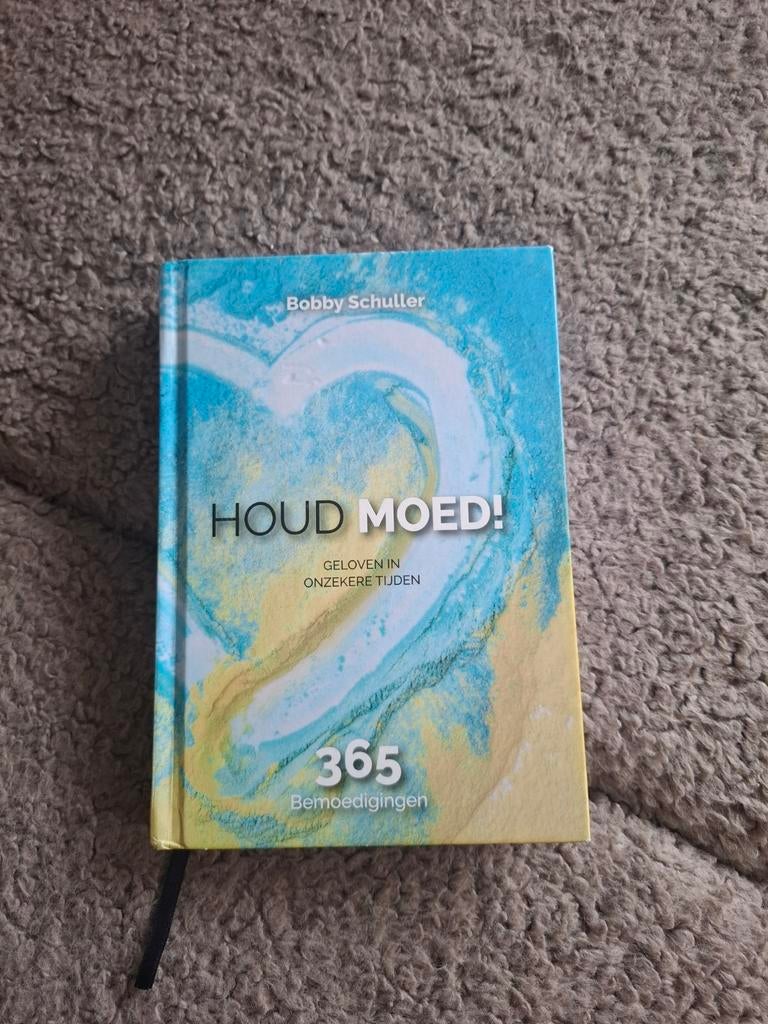 Bobby Schuller
HOUD MOED!
GELOVEN IN
ONZEKERE TIJDEN
365
Bemoedigingen